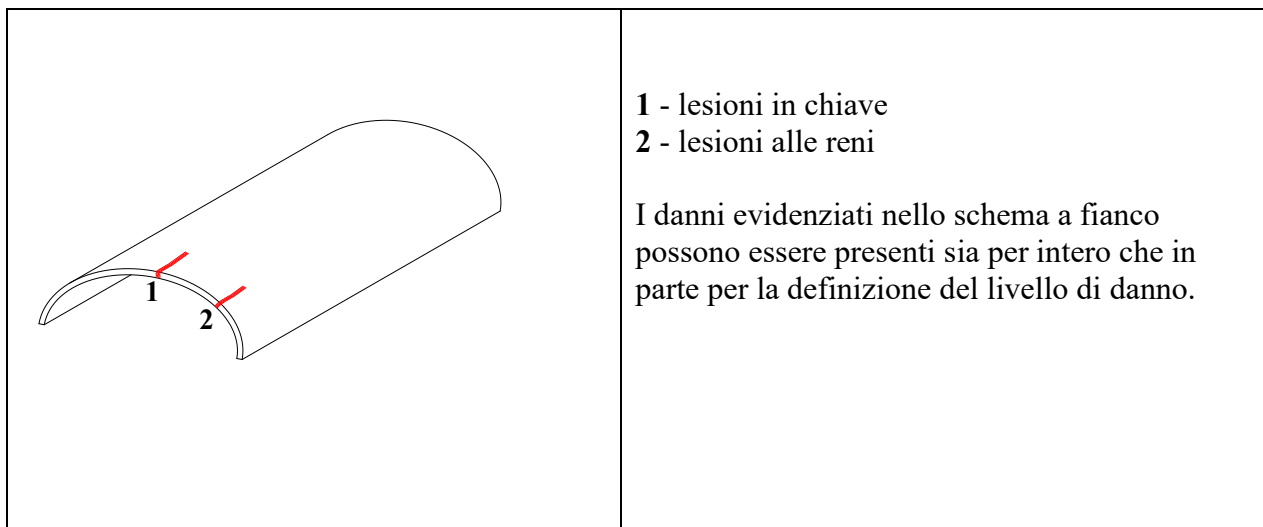 1
2
1 - lesioni in chiave
2 - lesioni alle reni
I danni evidenziati nello schema a fianco
possono essere presenti sia per intero che in
parte per la definizione del livello di danno.